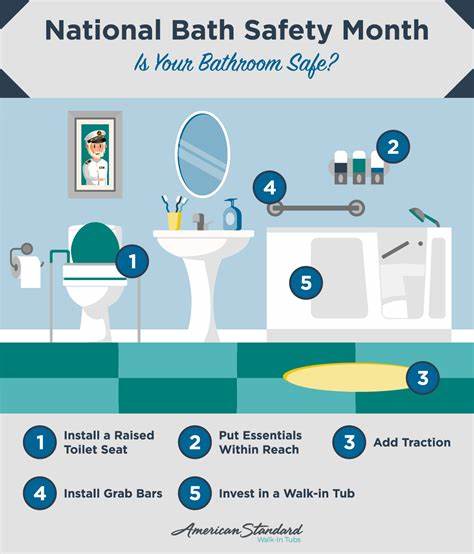 National Bath Safety Month
Is Your Bathroom Safe?
2
4
1
5
3
1 Install a Raised
Toilet Seat
2 Put Essentials
Within Reach
3 Add Traction
4 Install Grab Bars
5 Invest in a Walk-in Tub
American Standard
Walk-In Tubs